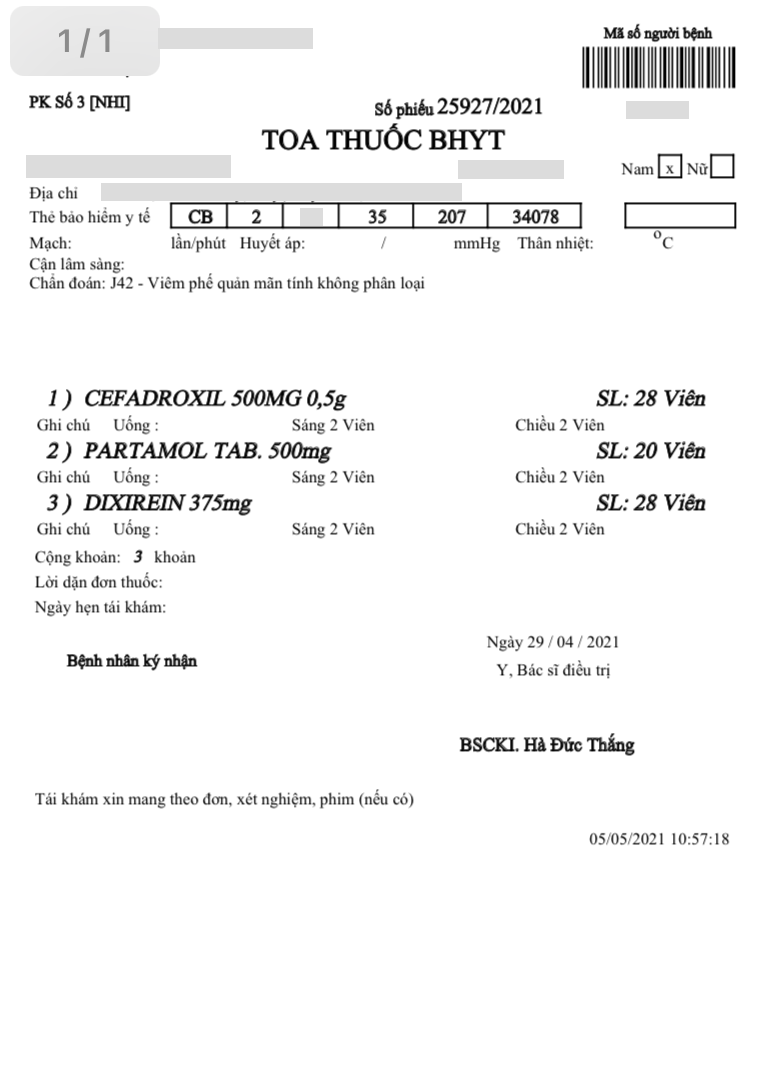 1/1
Mã số người bệnh
PK Số 3 [NHI]
Số phiếu 25927/2021
TOA THUỐC BHYT
Nam x Nữ
Địa chỉ
Thẻ bảo hiểm y tế CB 2 35 207 34078
Mạch: lần/phút Huyết áp: / mmHg Thân nhiệt: °C
Cận lâm sàng:
Chẩn đoán: J42 - Viêm phế quản mãn tính không phân loại
1 ) CEFADROXIL 500MG 0,5g SL: 28 Viên
Ghi chú Uống : Sáng 2 Viên Chiều 2 Viên
2 ) PARTAMOL TAB. 500mg SL: 20 Viên
Ghi chú Uống : Sáng 2 Viên Chiều 2 Viên
3 ) DIXIREIN 375mg SL: 28 Viên
Ghi chú Uống : Sáng 2 Viên Chiều 2 Viên
Cộng khoản: 3 khoản
Lời dặn đơn thuốc:
Ngày hẹn tái khám:
Ngày 29 / 04 / 2021
Bệnh nhân ký nhận
Y, Bác sĩ điều trị
BSCKI. Hà Đức Thắng
Tái khám xin mang theo đơn, xét nghiệm, phim (nếu có)
05/05/2021 10:57:18